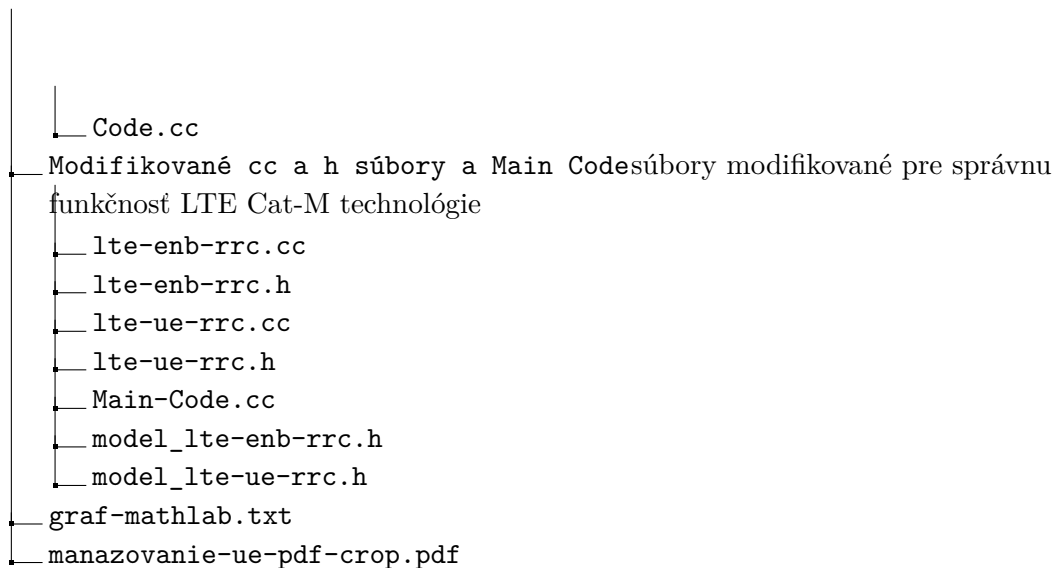 Code.cc
Modifikované cc a h súbory a Main Codesúbory modifikované pre správnu
funkčnosť LTE Cat-M technológie
lte-enb-rrc.cc
lte-enb-rrc.h
lte-ue-rrc.cc
lte-ue-rrc.h
Main-Code.cc
model_lte-enb-rrc.h
model_lte-ue-rrc.h
graf-mathlab.txt
manazovanie-ue-pdf-crop.pdf